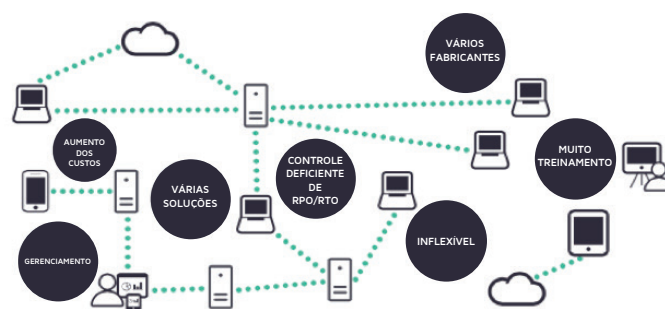 VÁRIOS
FABRICANTES
AUMENTO
DOS
CUSTOS
VÁRIAS
SOLUÇÕES
CONTROLE
DEFICIENTE
DE
RPO/RTO
MUITO
TREINAMENTO
GERENCIAMENTO
INFLEXÍVEL